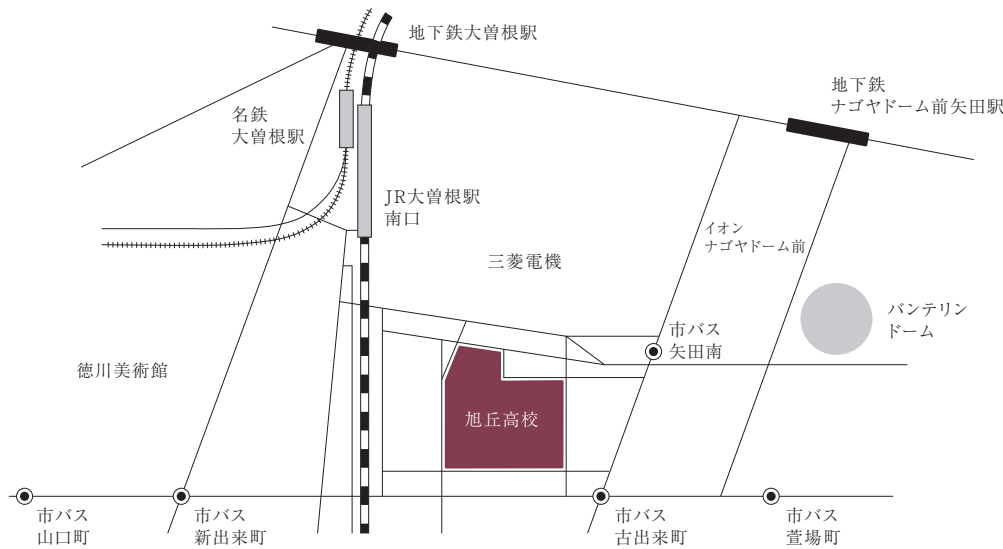 地下鉄大曽根駅
地下鉄
ナゴヤドーム前矢田駅
名鉄
大曽根駅
JR大曽根駅
南口
イオン
ナゴヤドーム前
三菱電機
バンテリン
ドーム
市バス
矢田南
徳川美術館
旭丘高校
市バス
山口町
市バス
新出来町
市バス
古出来町
市バス
萱場町